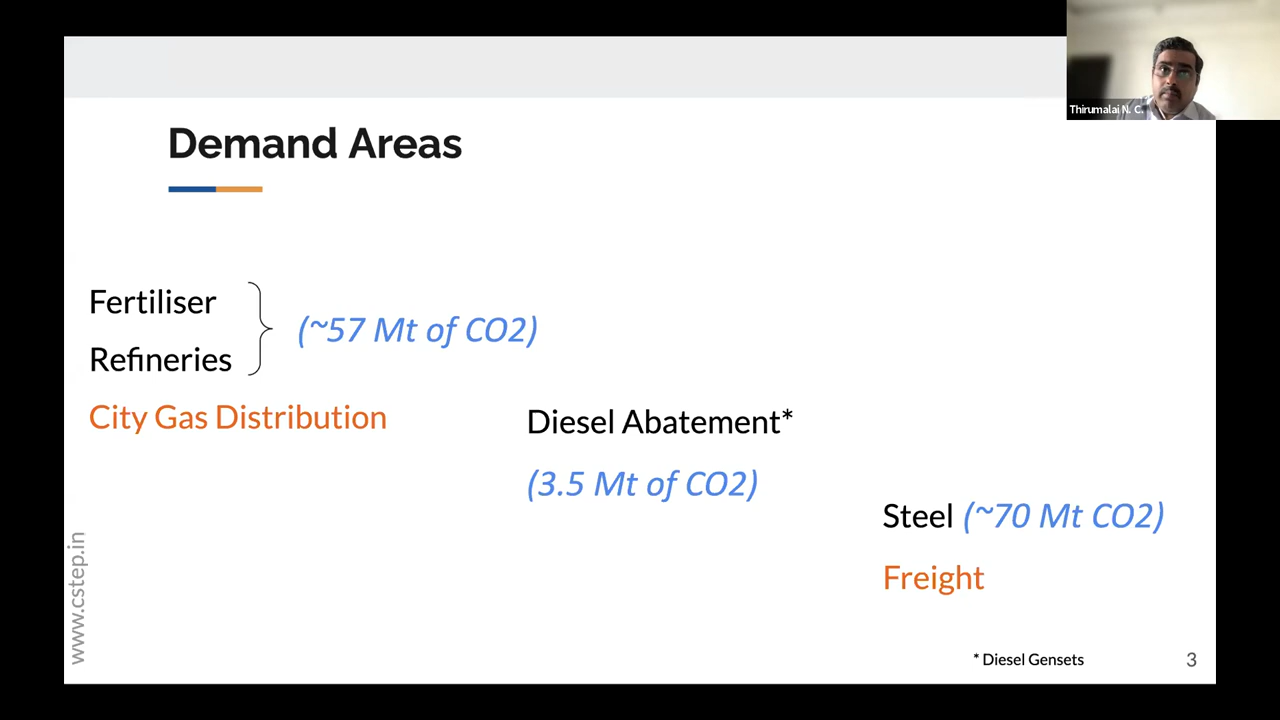 Thirumalai N. C.
Demand Areas
Fertiliser
Refineries
(~57 Mt of CO2)
City Gas Distribution
Diesel Abatement*
(3.5 Mt of CO2)
Steel (~70 Mt CO2)
Freight
www.cstep.in
* Diesel Gensets
3